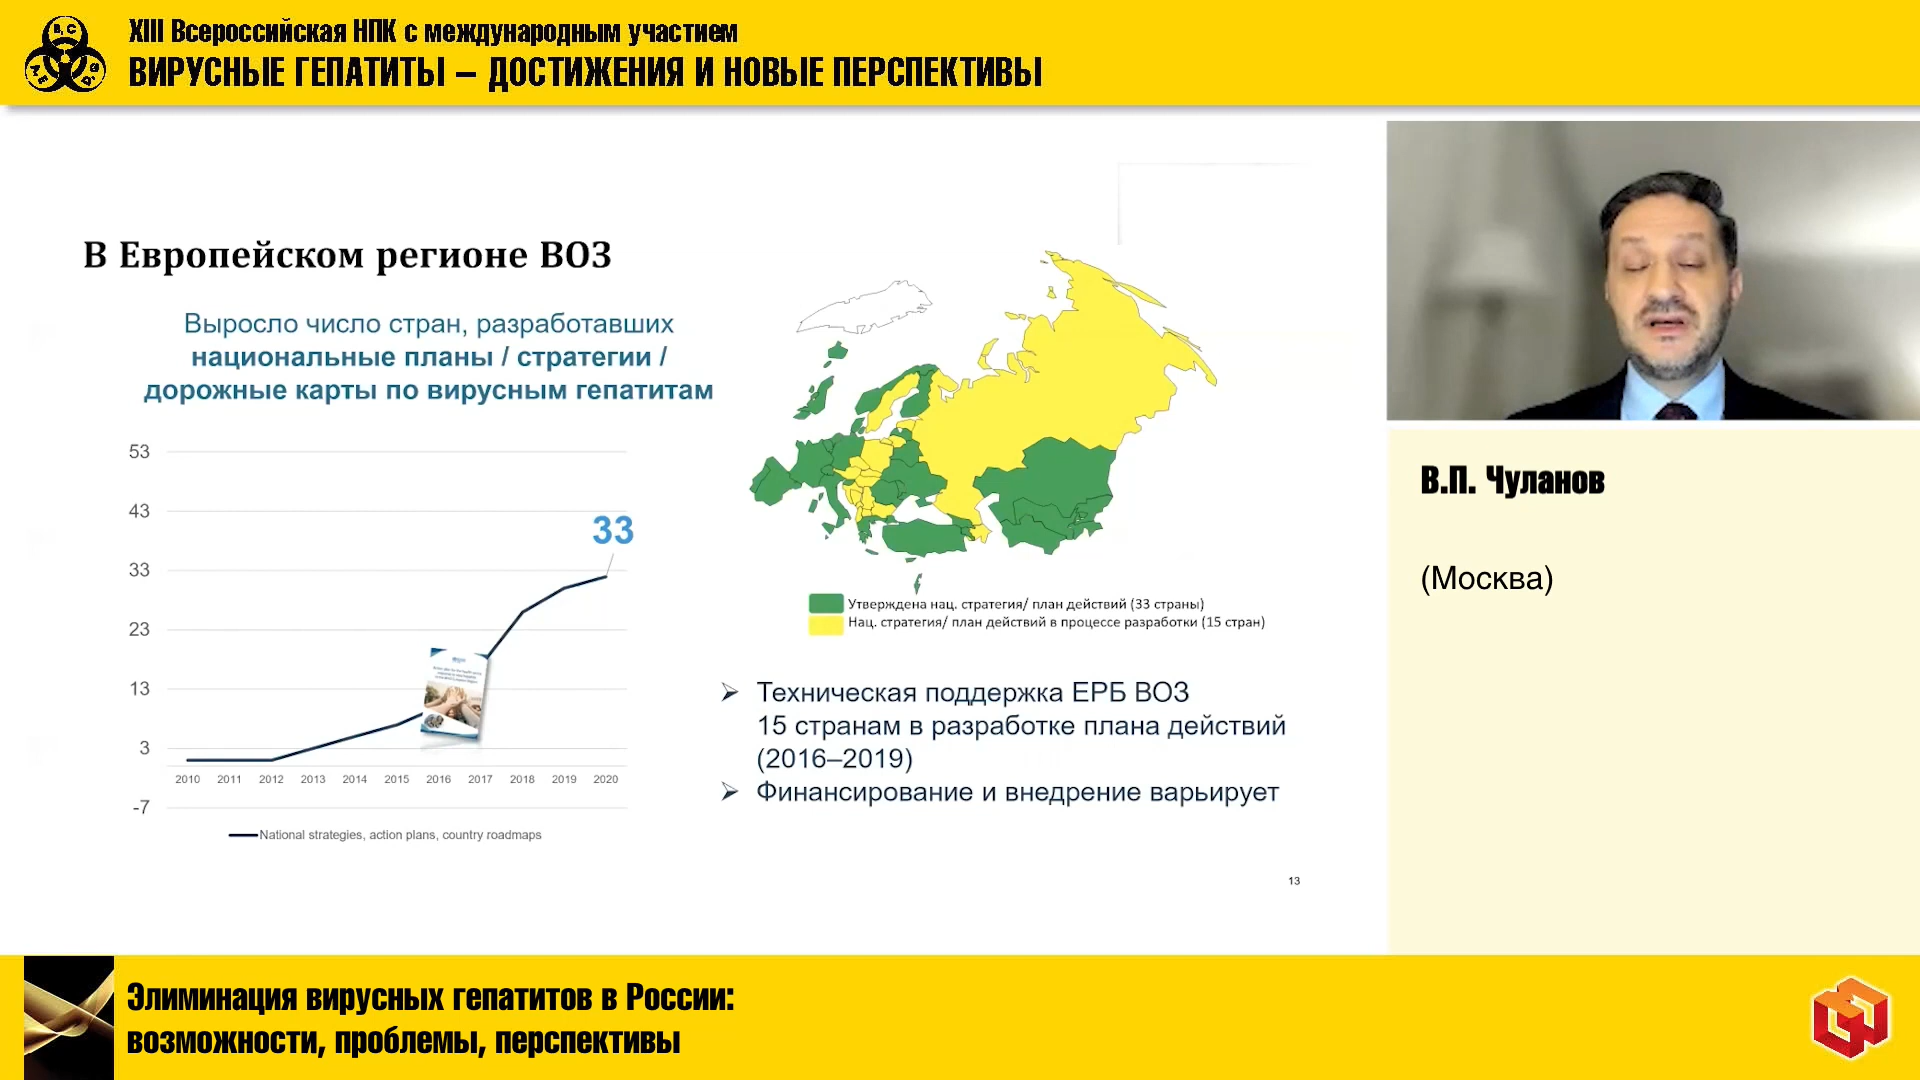 XIII Всероссийская НПК с международным участием
ВИРУСНЫЕ ГЕПАТИТЫ – ДОСТИЖЕНИЯ И НОВЫЕ ПЕРСПЕКТИВЫ
В Европейском регионе ВОЗ
Выросло число стран, разработавших
национальные планы / стратегии /
дорожные карты по вирусным гепатитам
53
43
33
33
23
13
3
2010 2011 2012 2013 2014 2015 2016 2017 2018 2019 2020
-7
National strategies, action plans, country roadmaps
Утверждена нац. стратегия/ план действий (33 страны)
Нац. стратегия/ план действий в процессе разработки (15 стран)
➢ Техническая поддержка ЕРБ ВОЗ
15 странам в разработке плана действий
(2016–2019)
➢ Финансирование и внедрение варьирует
13
В.П. Чуланов
(Москва)
Элиминация вирусных гепатитов в России:
возможности, проблемы, перспективы